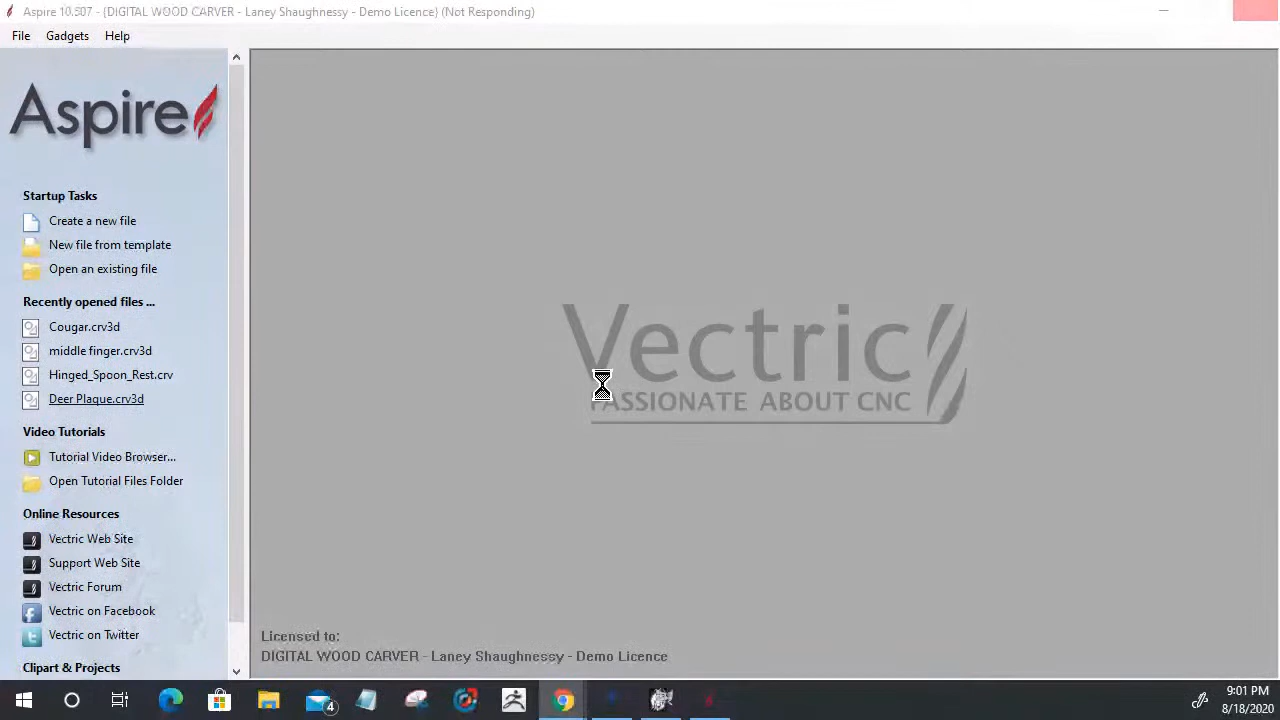 Aspire 10.507 - {DIGITAL WOOD CARVER - Laney Shaughnessy - Demo Licence} (Not Responding)
File Gadgets Help
Aspire
Startup Tasks
Create a new file
New file from template
Open an existing file
Recently opened files ...
Cougar.crv3d
middle finger.crv3d
Hinged_Spoon_Rest.crv
Deer Plaque.crv3d
Video Tutorials
Tutorial Video Browser...
Open Tutorial Files Folder
Online Resources
Vectric Web Site
Support Web Site
Vectric Forum
Vectric on Facebook
Vectric on Twitter
Clipart & Projects
Vectric
PASSIONATE ABOUT CNC
Licensed to:
DIGITAL WOOD CARVER - Laney Shaughnessy - Demo Licence
4
9:01 PM
8/18/2020